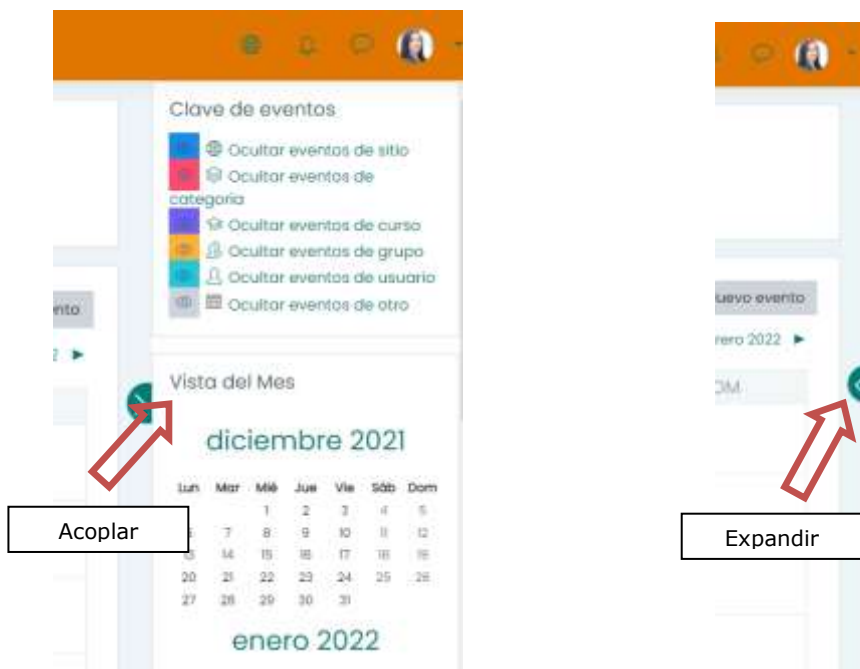 Clave de eventos
Ocultar eventos de sitio
Ocultar eventos de
categoría
Ocultar eventos de curso
Ocultar eventos de grupo
Ocultar eventos de usuario
Ocultar eventos de otro
nto
2 ►
Vista del Mes
diciembre 2021
Lun Mar Mié Jue Vie Sáb Dom
1 2 3 4 5
7 8 9 10 11 12
13 14 15 16 17 18 19
20 21 22 23 24 25 26
27 28 29 30 31
enero 2022
Acoplar
uevo evento
rero 2022 ►
OM
Expandir